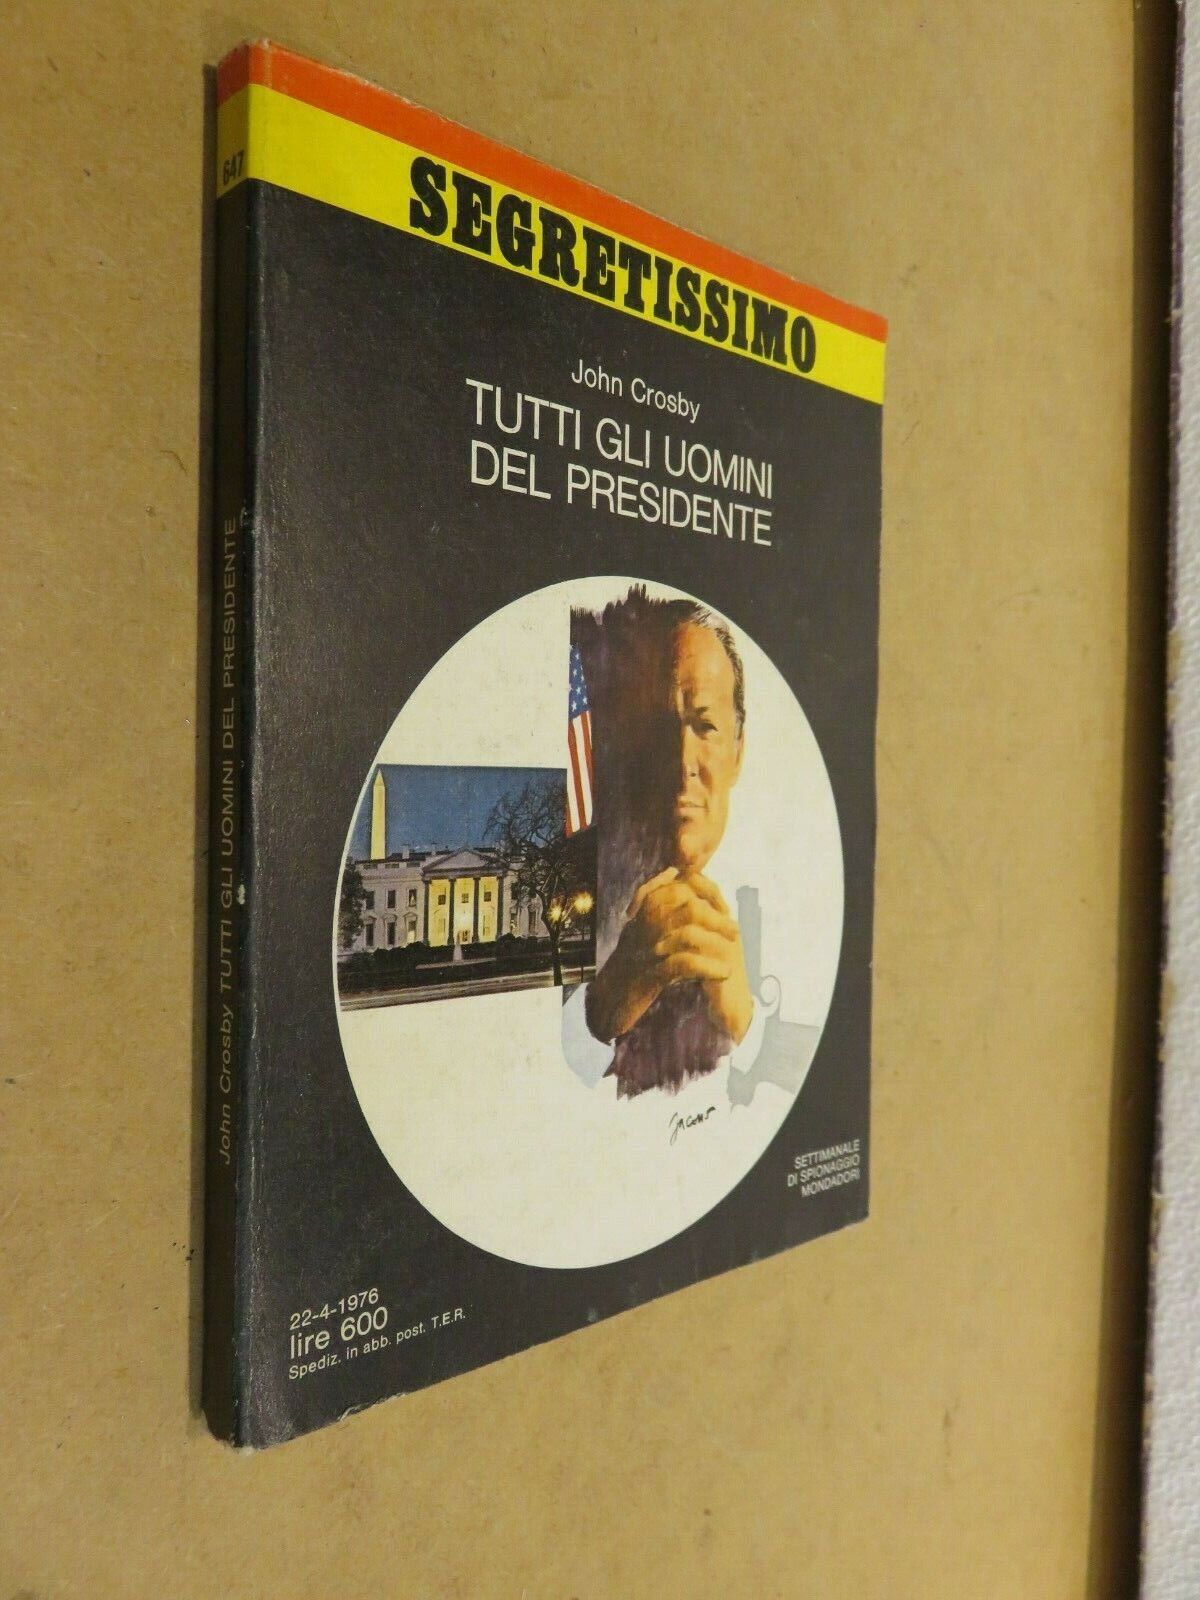 647
SEGRETISSIMO
John Crosby
TUTTI GLI UOMINI
DEL PRESIDENTE
John Crosby TUTTI GLI UOMINI DEL PRESIDENTE
SETTIMANALE
DI SPIONAGGIO
MONDADORI
22-4-1976
lire 600
Spediz. in abb. post. T.E.R.